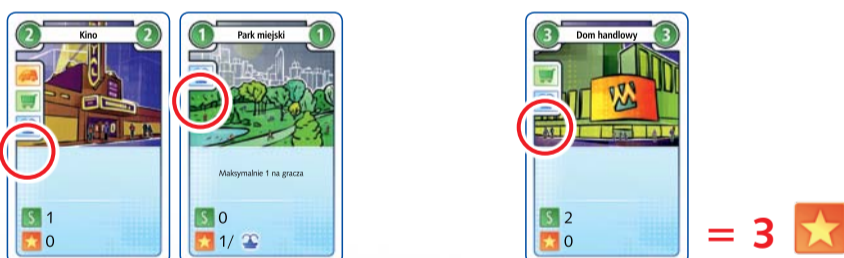 2 Kino 2
1 Park miejski 1
3 Dom handlowy 3
Maksymalnie 1 na gracza
S 1
0
S 0
1/
S 2
0
= 3